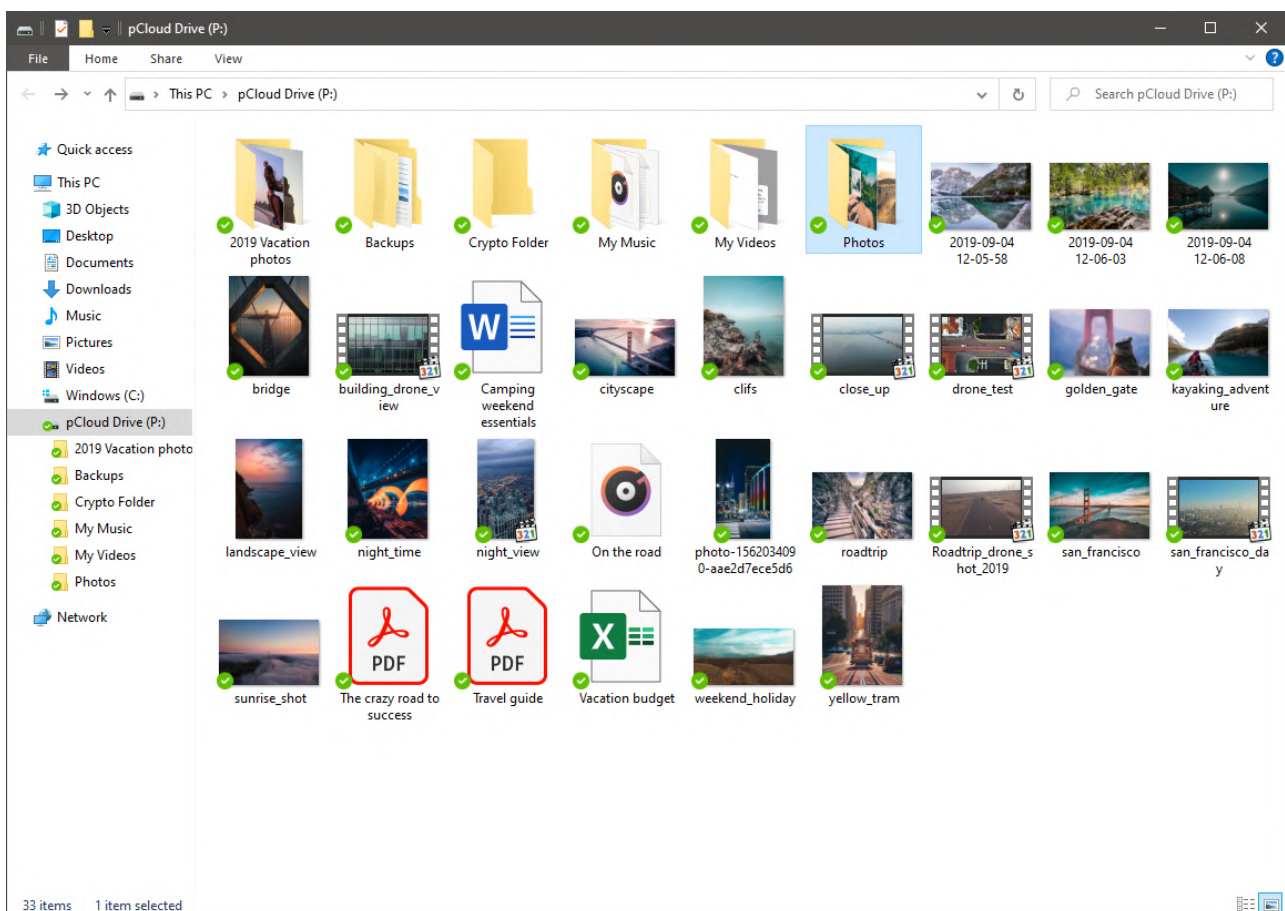 pCloud Drive (P:)
File Home Share View
This PC > pCloud Drive (P:)
Search pCloud Drive (P:)
Quick access
This PC
3D Objects
Desktop
Documents
Downloads
Music
Pictures
Videos
Windows (C:)
pCloud Drive (P:)
2019 Vacation photo
Backups
Crypto Folder
My Music
My Videos
Photos
Network
2019 Vacation
photos
Backups
Crypto Folder
My Music
My Videos
Photos
2019-09-04
12-05-58
2019-09-04
12-06-03
2019-09-04
12-06-08
bridge
321
building_drone_v
iew
W
Camping
weekend
essentials
cityscape
clifs
321
close_up
321
drone_test
golden_gate
kayaking_advent
ure
landscape_view
night_time
321
night_view
On the road
photo-156203409
0-aae2d7ece5d6
roadtrip
321
Roadtrip_drone_s
hot_2019
san_francisco
321
san_francisco_da
y
sunrise_shot
PDF
The crazy road to
success
PDF
Travel guide
X
Vacation budget
weekend_holiday
yellow_tram
33 items 1 item selected